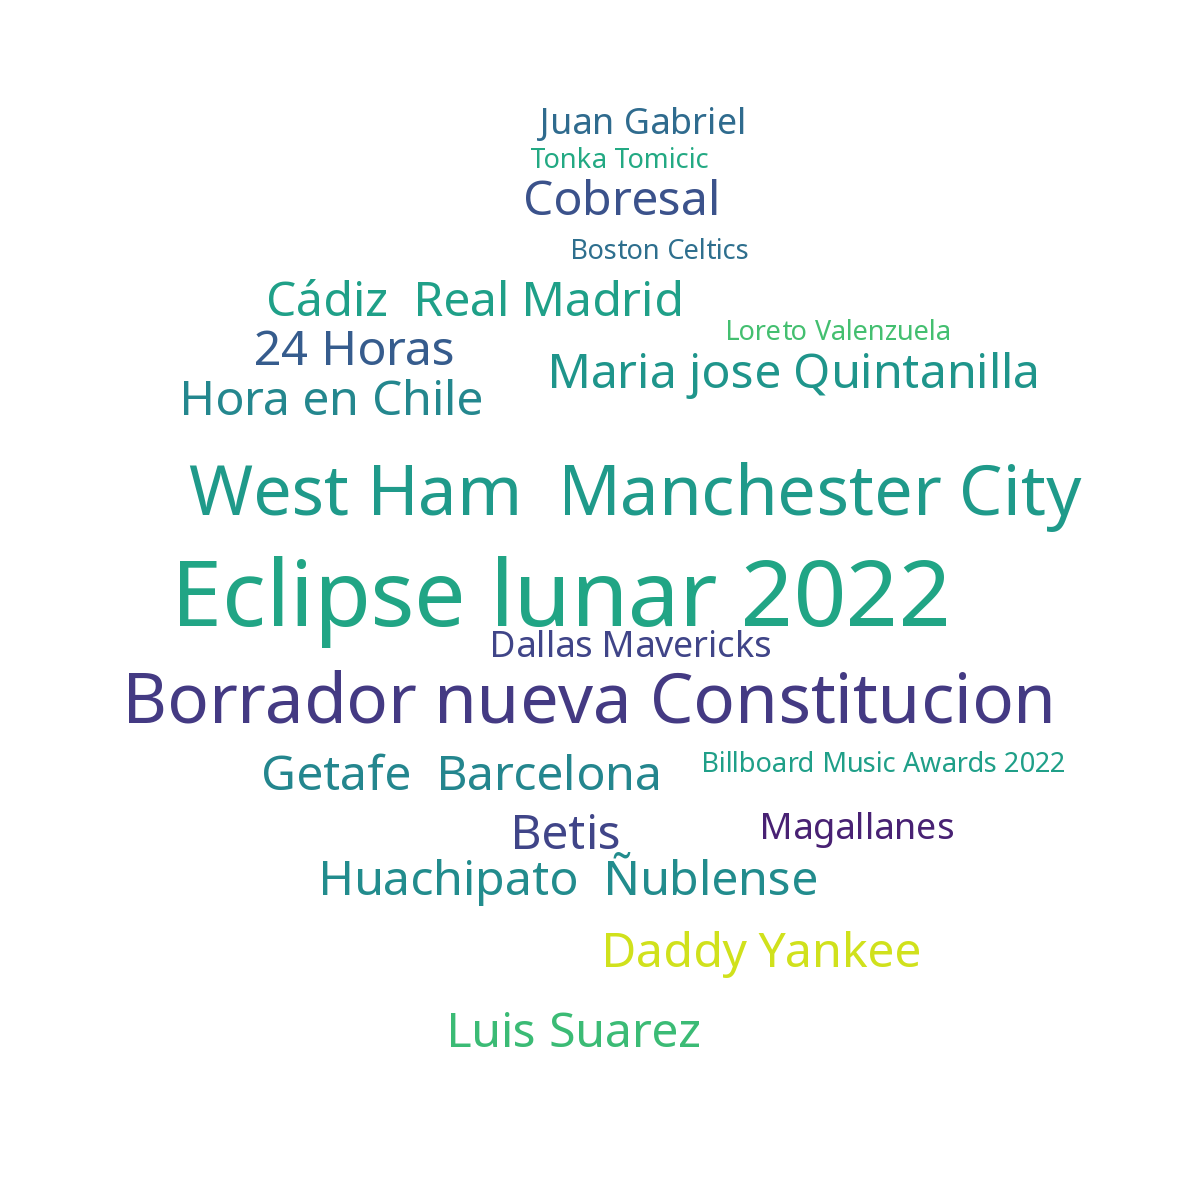 Juan Gabriel
Tonka Tomicic
Cobresal
Boston Celtics
Cádiz  Real Madrid
Loreto Valenzuela
24 Horas
Maria jose Quintanilla
Hora en Chile
West Ham  Manchester City
Eclipse lunar 2022
Dallas Mavericks
Borrador nueva Constitucion
Getafe  Barcelona
Billboard Music Awards 2022
Betis
Magallanes
Huachipato  Ñublense
Daddy Yankee
Luis Suarez